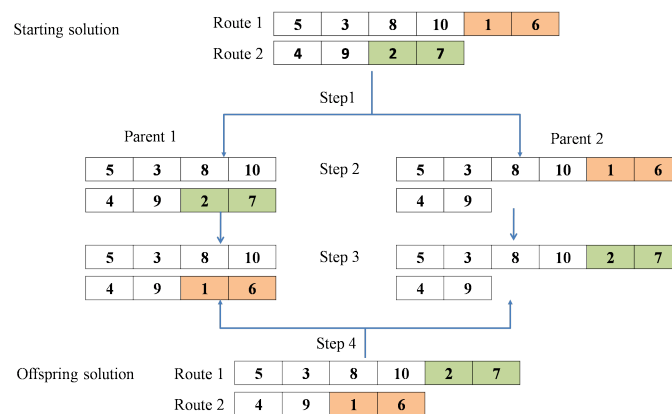 Starting solution
Route 1 5 3 8 10 1 6
Route 2 4 9 2 7
Step1
Parent 1 Parent 2
5 3 8 10 Step 2 5 3 8 10 1 6
4 9 2 7 4 9
5 3 8 10 Step 3 5 3 8 10 2 7
4 9 1 6 4 9
Step 4
Offspring solution Route 1 5 3 8 10 2 7
Route 2 4 9 1 6